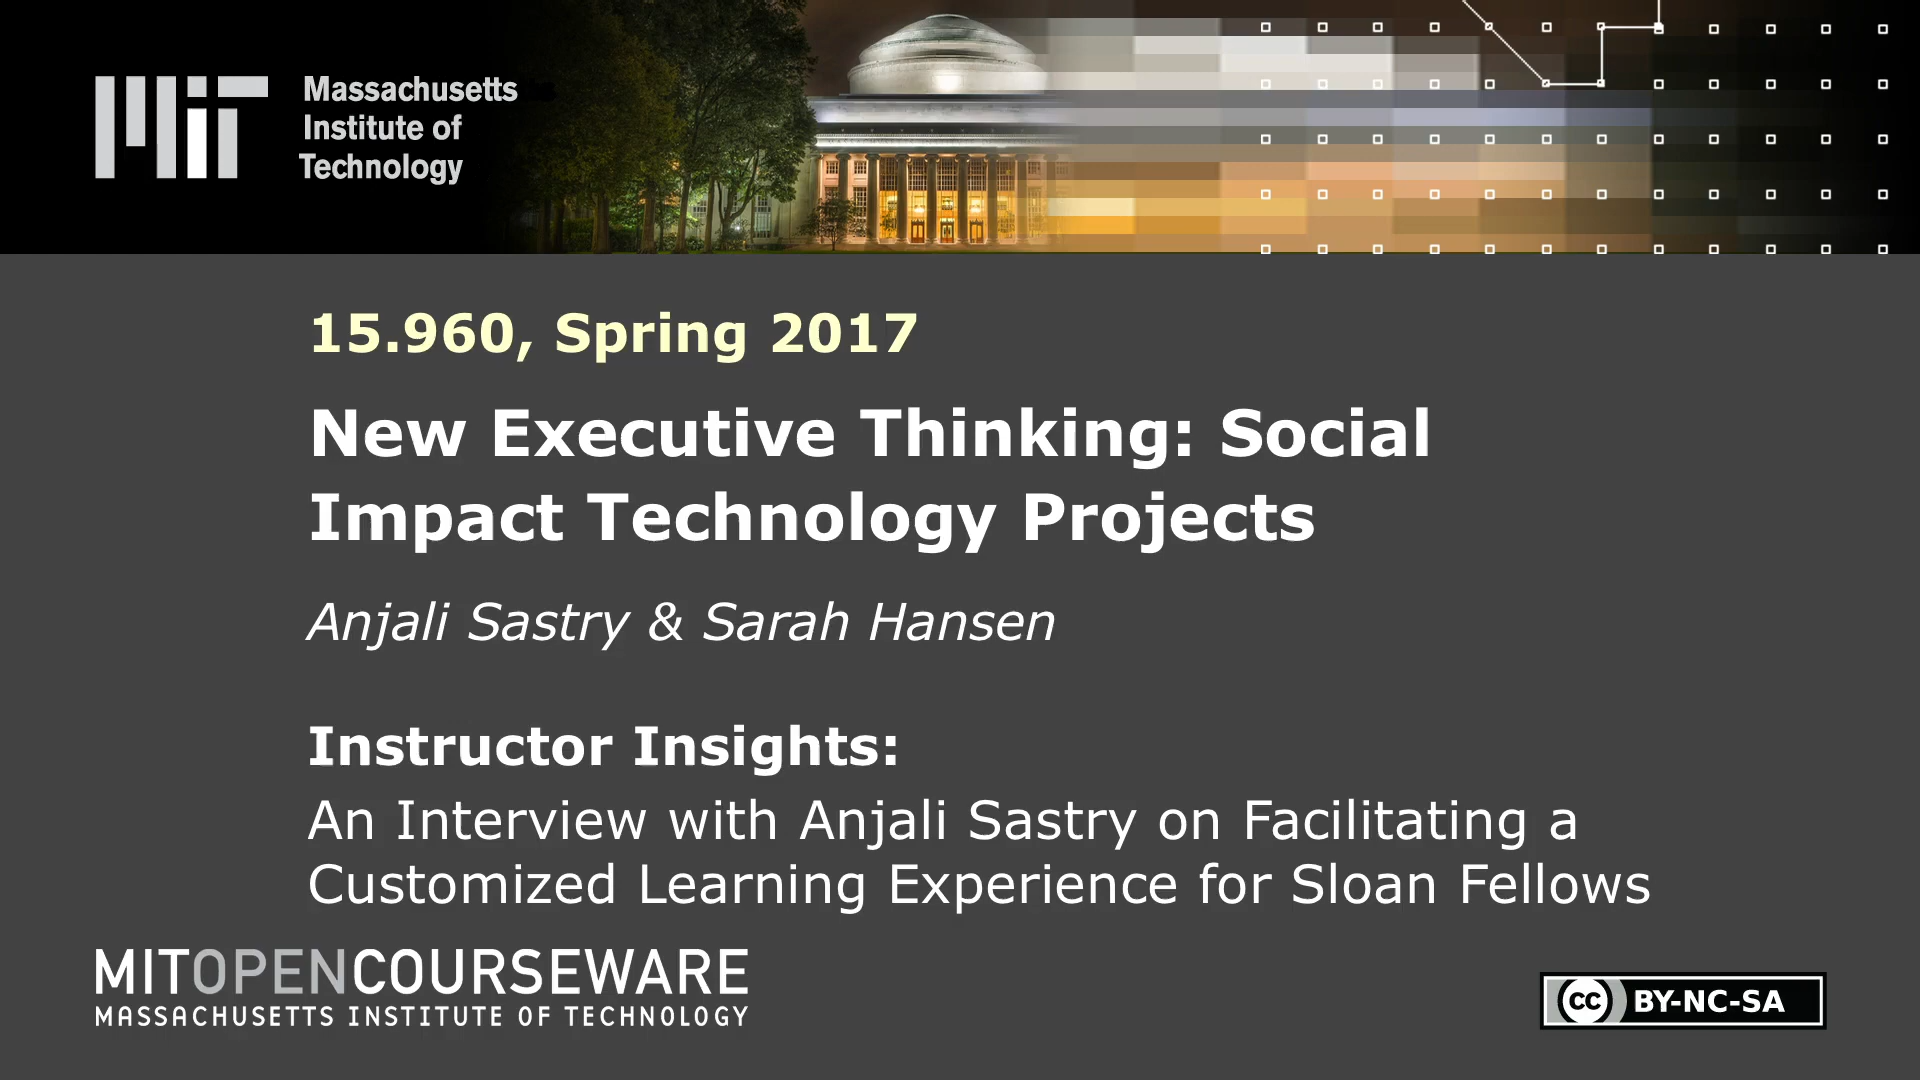 MIT
Massachusetts
Institute of
Technology
15.960, Spring 2017
New Executive Thinking: Social
Impact Technology Projects
Anjali Sastry & Sarah Hansen
Instructor Insights:
An Interview with Anjali Sastry on Facilitating a
Customized Learning Experience for Sloan Fellows
MITOPENCOURSEWARE
MASSACHUSETTS INSTITUTE OF TECHNOLOGY
cc BY-NC-SA